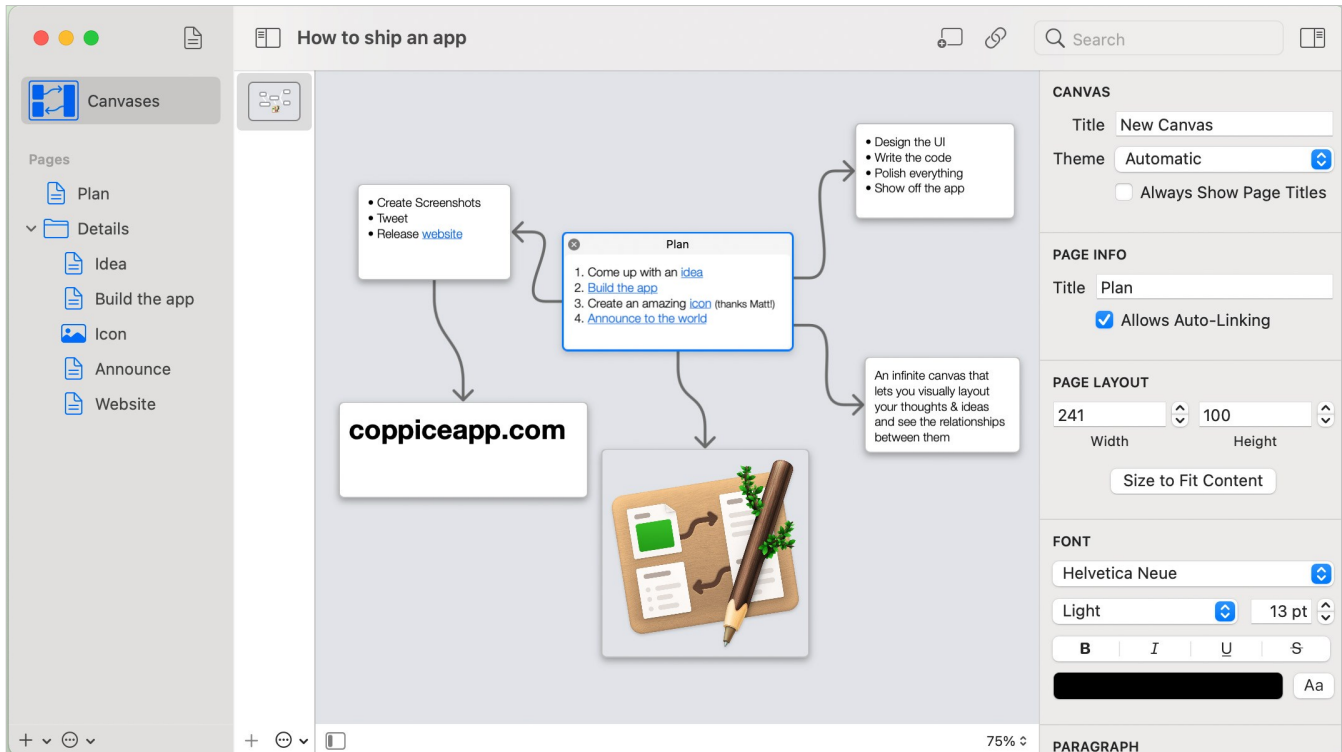 How to ship an app
Search
Canvases
Pages
Plan
Details
Idea
Build the app
Icon
Announce
Website
• Create Screenshots
• Tweet
• Release website
coppiceapp.com
Plan
1. Come up with an idea
2. Build the app
3. Create an amazing icon (thanks Matt!)
4. Announce to the world
• Design the UI
• Write the code
• Polish everything
• Show off the app
An infinite canvas that
lets you visually layout
your thoughts & ideas
and see the relationships
between them
75%
CANVAS
Title New Canvas
Theme Automatic
Always Show Page Titles
PAGE INFO
Title Plan
Allows Auto-Linking
PAGE LAYOUT
241 100
Width Height
Size to Fit Content
FONT
Helvetica Neue
Light 13 pt
B I U S
Aa
PARAGRAPH